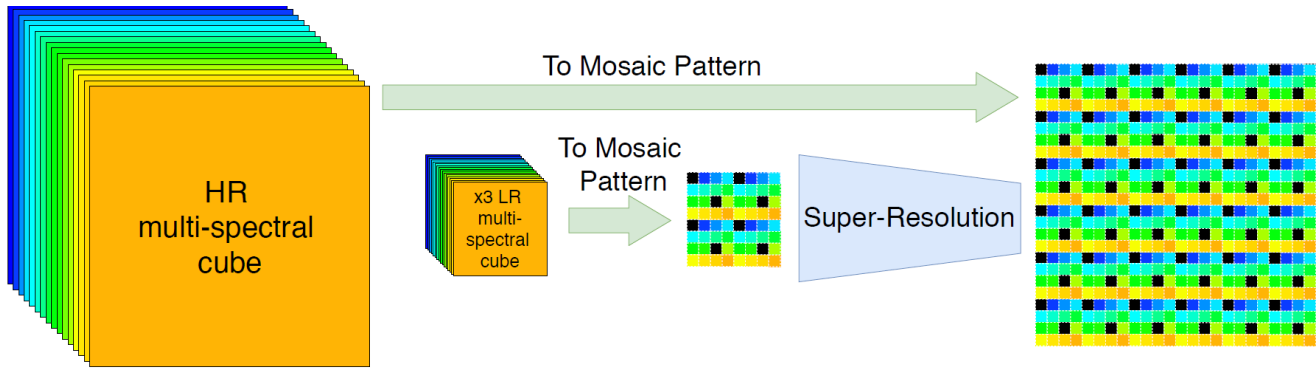 To Mosaic Pattern
HR
multi-spectral
cube
x3 LR
multi-
spectral
cube
To Mosaic
Pattern
Super-Resolution